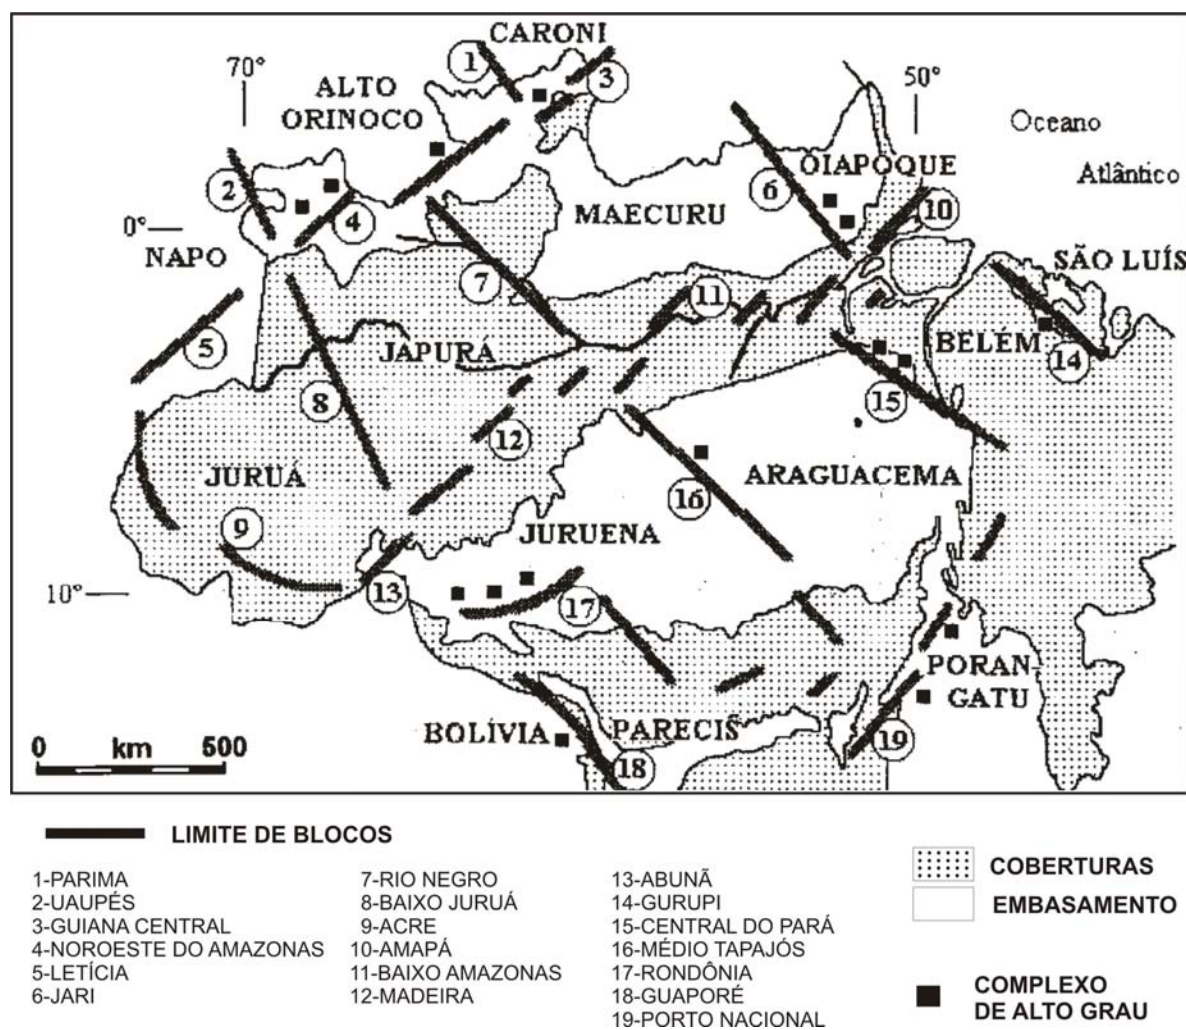 CARONI
1
3
70°
ALTO
ORINOCO
50°
Oceano
Atlântico
2
4
6
OIAPOQUE
10
0°
NAPO
MAECURU
SÃO LUÍS
7
11
5
JAPURÁ
BELÉM
14
8
15
12
JURUÁ
ARAGUACEMA
16
9
JURUENA
10°
13
17
PORAN-
GATU
BOLÍVIA
PARECIS
19
18
0 km 500
LIMITE DE BLOCOS
1-PARIMA
2-UAUPÉS
3-GUIANA CENTRAL
4-NOROESTE DO AMAZONAS
5-LETÍCIA
6-JARI
7-RIO NEGRO
8-BAIXO JURUÁ
9-ACRE
10-AMAPÁ
11-BAIXO AMAZONAS
12-MADEIRA
13-ABUNÃ
14-GURUPI
15-CENTRAL DO PARÁ
16-MÉDIO TAPAJÓS
17-RONDÔNIA
18-GUAPORÉ
19-PORTO NACIONAL
COBERTURAS
EMBASAMENTO
COMPLEXO
DE ALTO GRAU